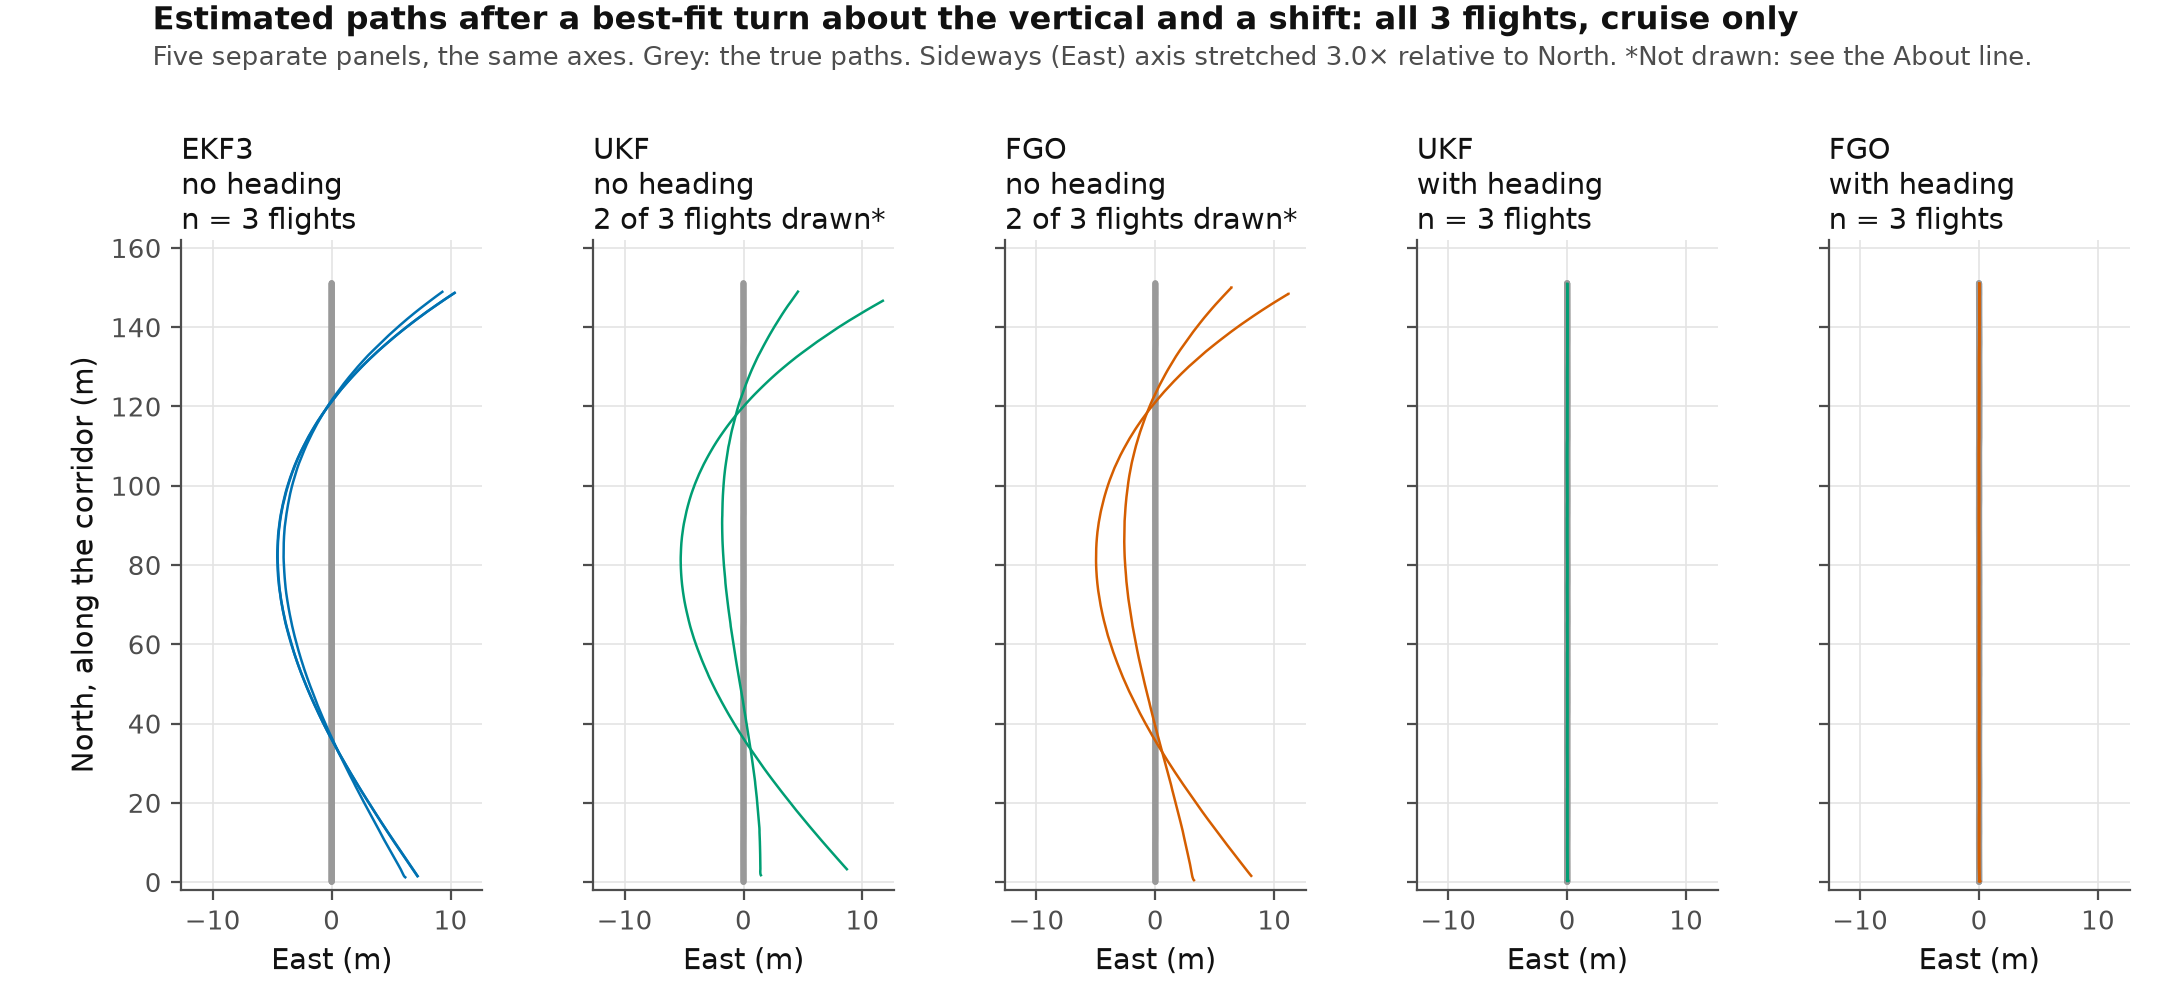 Estimated paths after a best-fit turn about the vertical and a shift: all 3 flights, cruise only
Five separate panels, the same axes. Grey: the true paths. Sideways (East) axis stretched 3.0× relative to North. *Not drawn: see the About line.
EKF3
no heading
n = 3 flights
UKF
no heading
2 of 3 flights drawn*
FGO
no heading
2 of 3 flights drawn*
UKF
with heading
n = 3 flights
FGO
with heading
n = 3 flights
North, along the corridor (m)
160
140
120
100
80
60
40
20
0
−10 0 10
East (m)
−10 0 10
East (m)
−10 0 10
East (m)
−10 0 10
East (m)
−10 0 10
East (m)